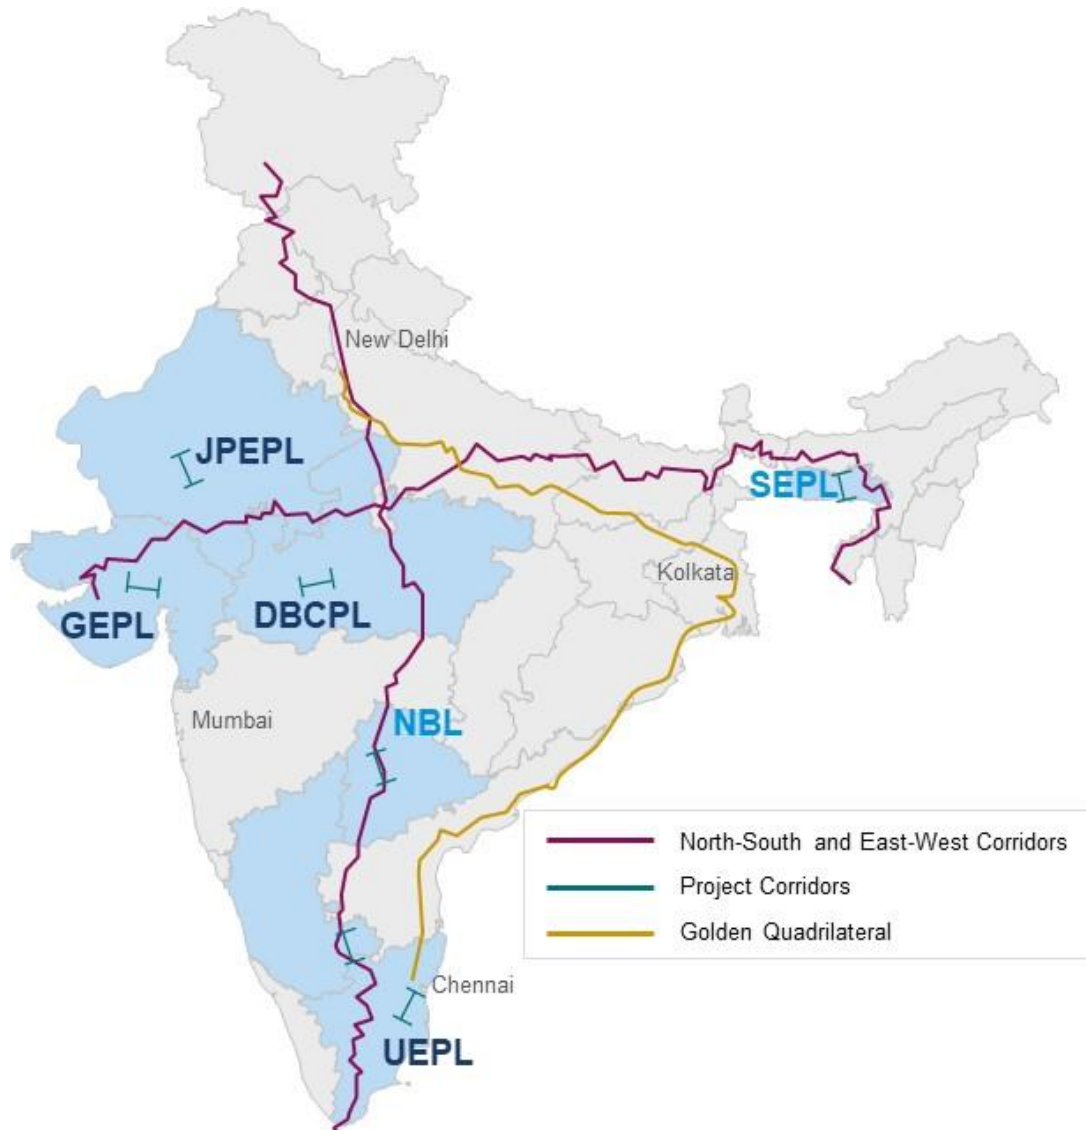 New Delhi
JPEPL
SEPL
Kolkata
GEPL
DBCPL
Mumbai
NBL
North-South and East-West Corridors
Project Corridors
Golden Quadrilateral
Chennai
UEPL